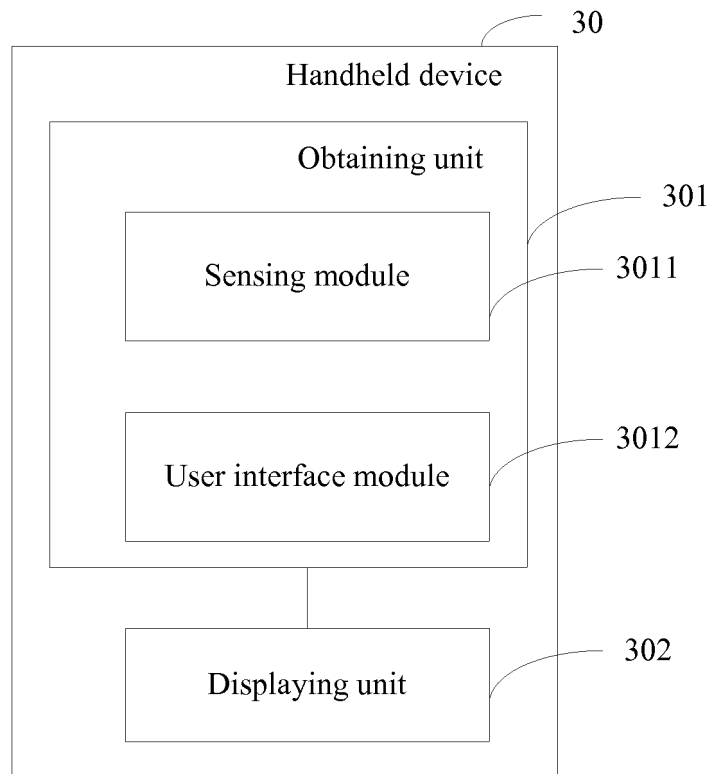 30
Handheld device
Obtaining unit
301
Sensing module
3011
User interface module
3012
Displaying unit
302